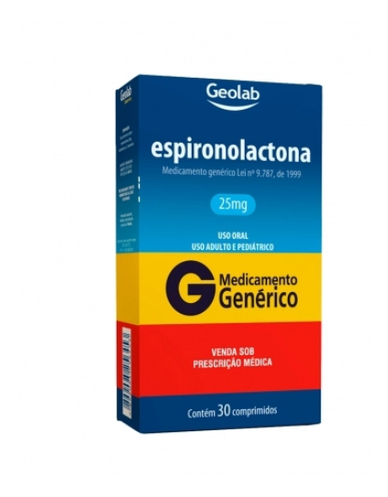 Geolab
espironolactona
Medicamento genérico Lei nº 9.787, de 1999
25mg
USO ORAL
USO ADULTO E PEDIÁTRICO
G Medicamento
Genérico
VENDA SOB
PRESCRIÇÃO MÉDICA
Contém 30 comprimidos